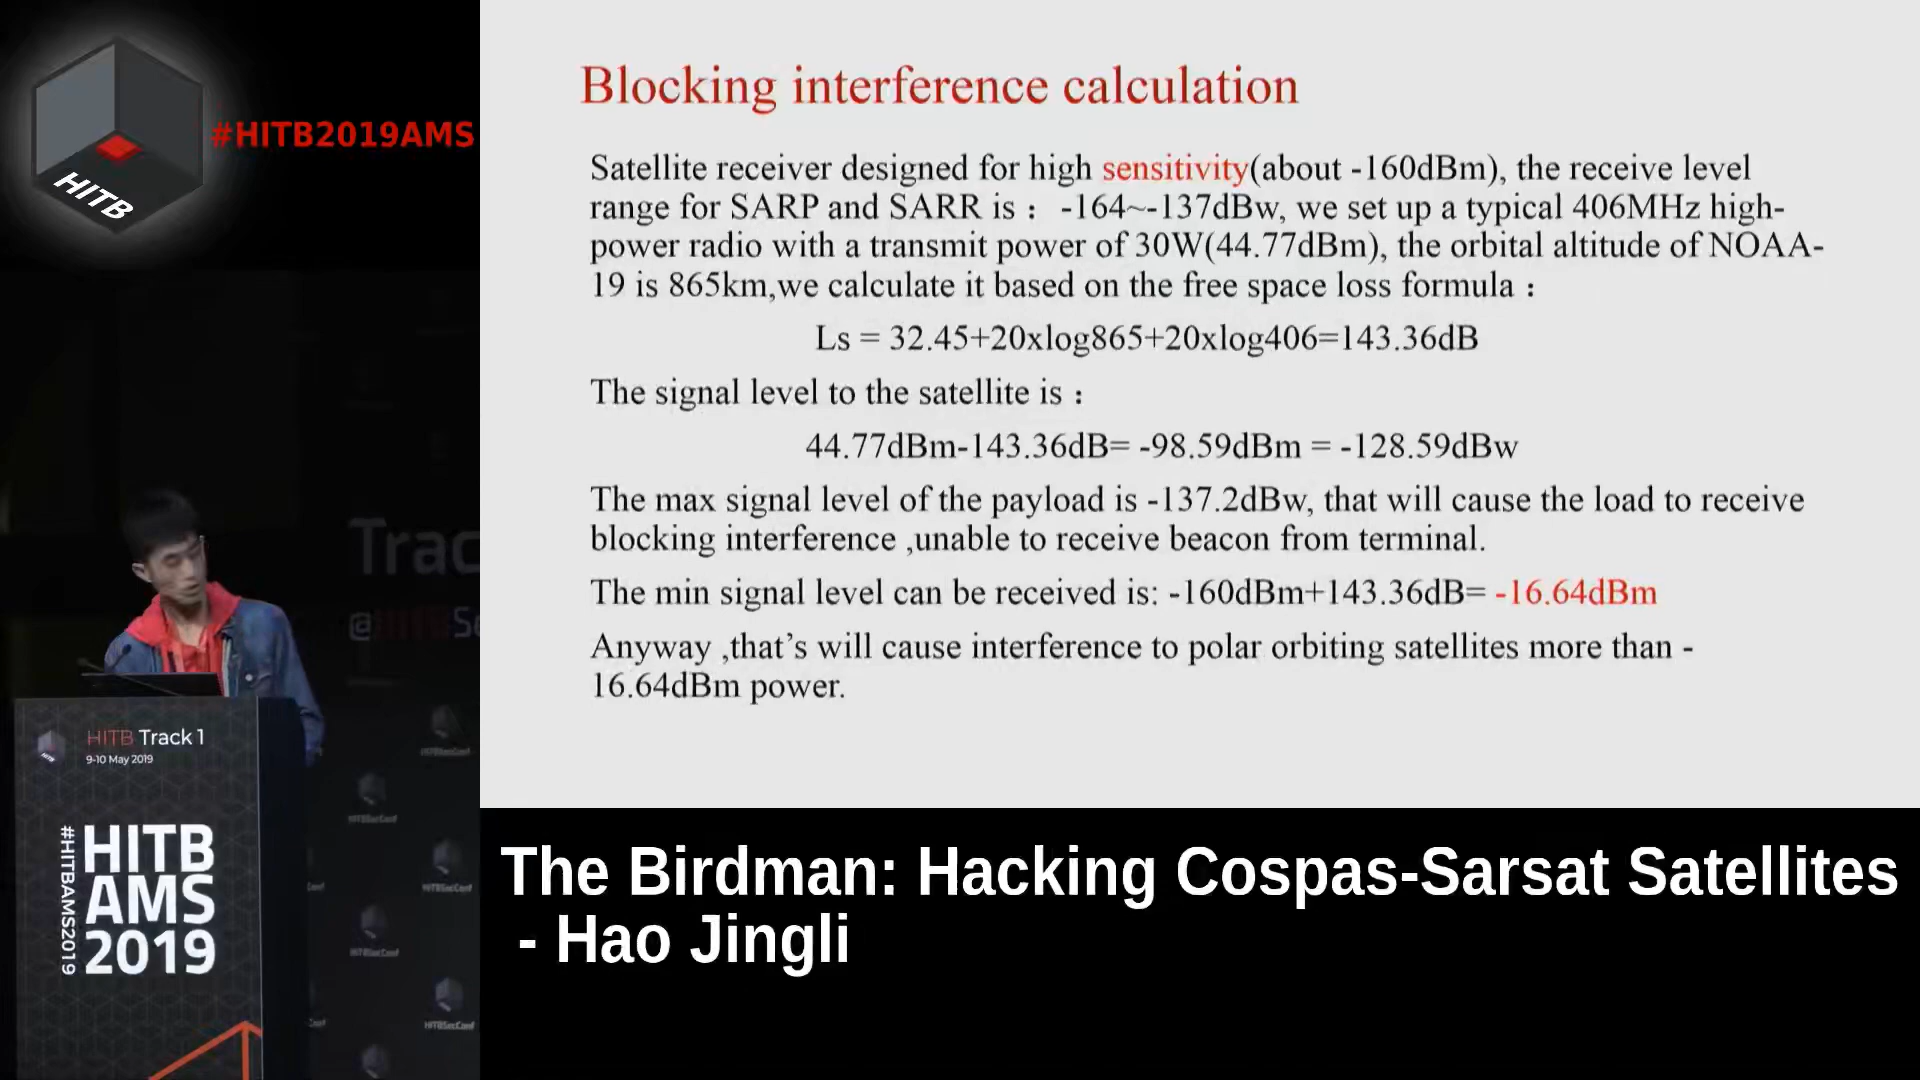 #HITB2019AMS
HITB
Blocking interference calculation
Satellite receiver designed for high sensitivity(about -160dBm), the receive level
range for SARP and SARR is： -164~-137dBw, we set up a typical 406MHz high-
power radio with a transmit power of 30W(44.77dBm), the orbital altitude of NOAA-
19 is 865km,we calculate it based on the free space loss formula：
Ls = 32.45+20xlog865+20xlog406=143.36dB
The signal level to the satellite is：
44.77dBm-143.36dB= -98.59dBm = -128.59dBw
The max signal level of the payload is -137.2dBw, that will cause the load to receive
blocking interference ,unable to receive beacon from terminal.
The min signal level can be received is: -160dBm+143.36dB= -16.64dBm
Anyway ,that’s will cause interference to polar orbiting satellites more than -
16.64dBm power.
HITB Track 1
9-10 May 2019
#HITBAMS2019
HITB
AMS
2019
HITBSecConf
HITBSecConf
HITBSecConf
HITBSecConf
HITBSecConf
The Birdman: Hacking Cospas-Sarsat Satellites
- Hao Jingli